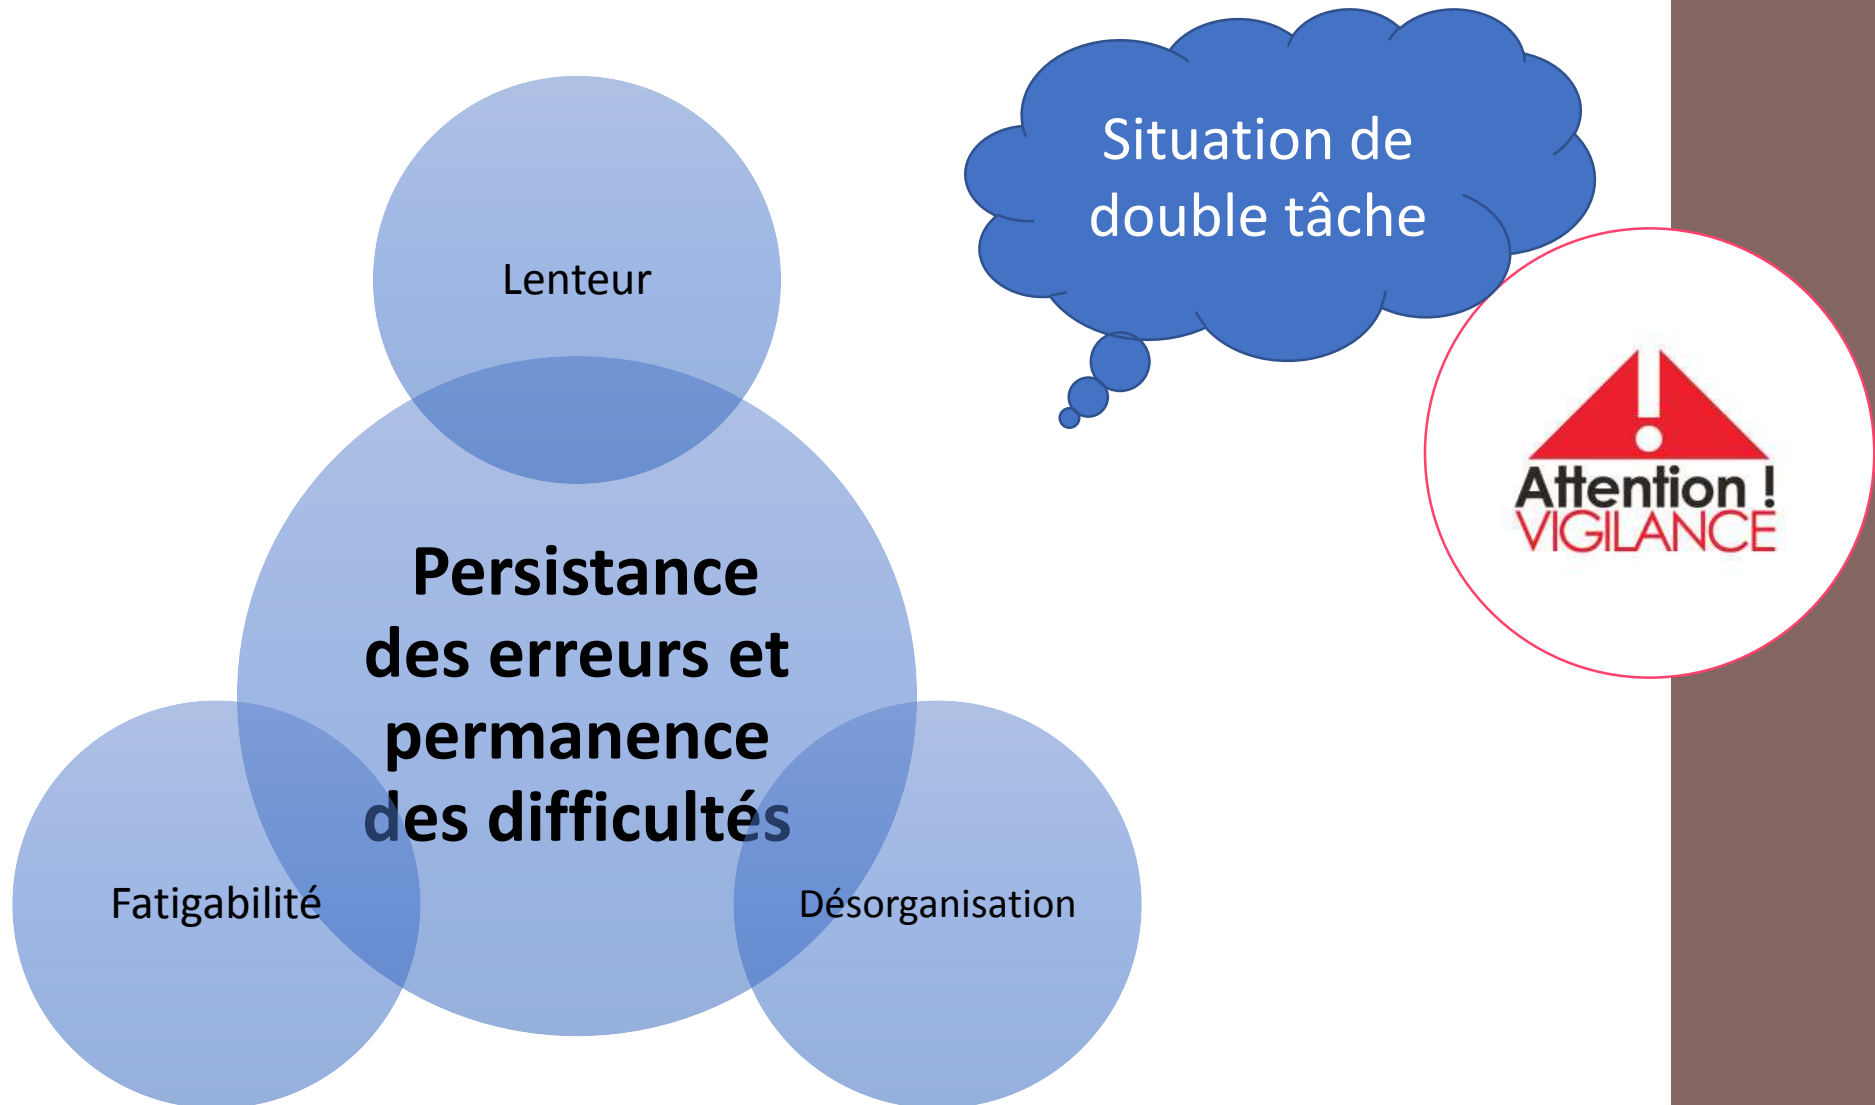 Situation de
double tâche
Lenteur
Attention !
VIGILANCE
Persistance
des erreurs et
permanence
des difficultés
Fatigabilité
Désorganisation